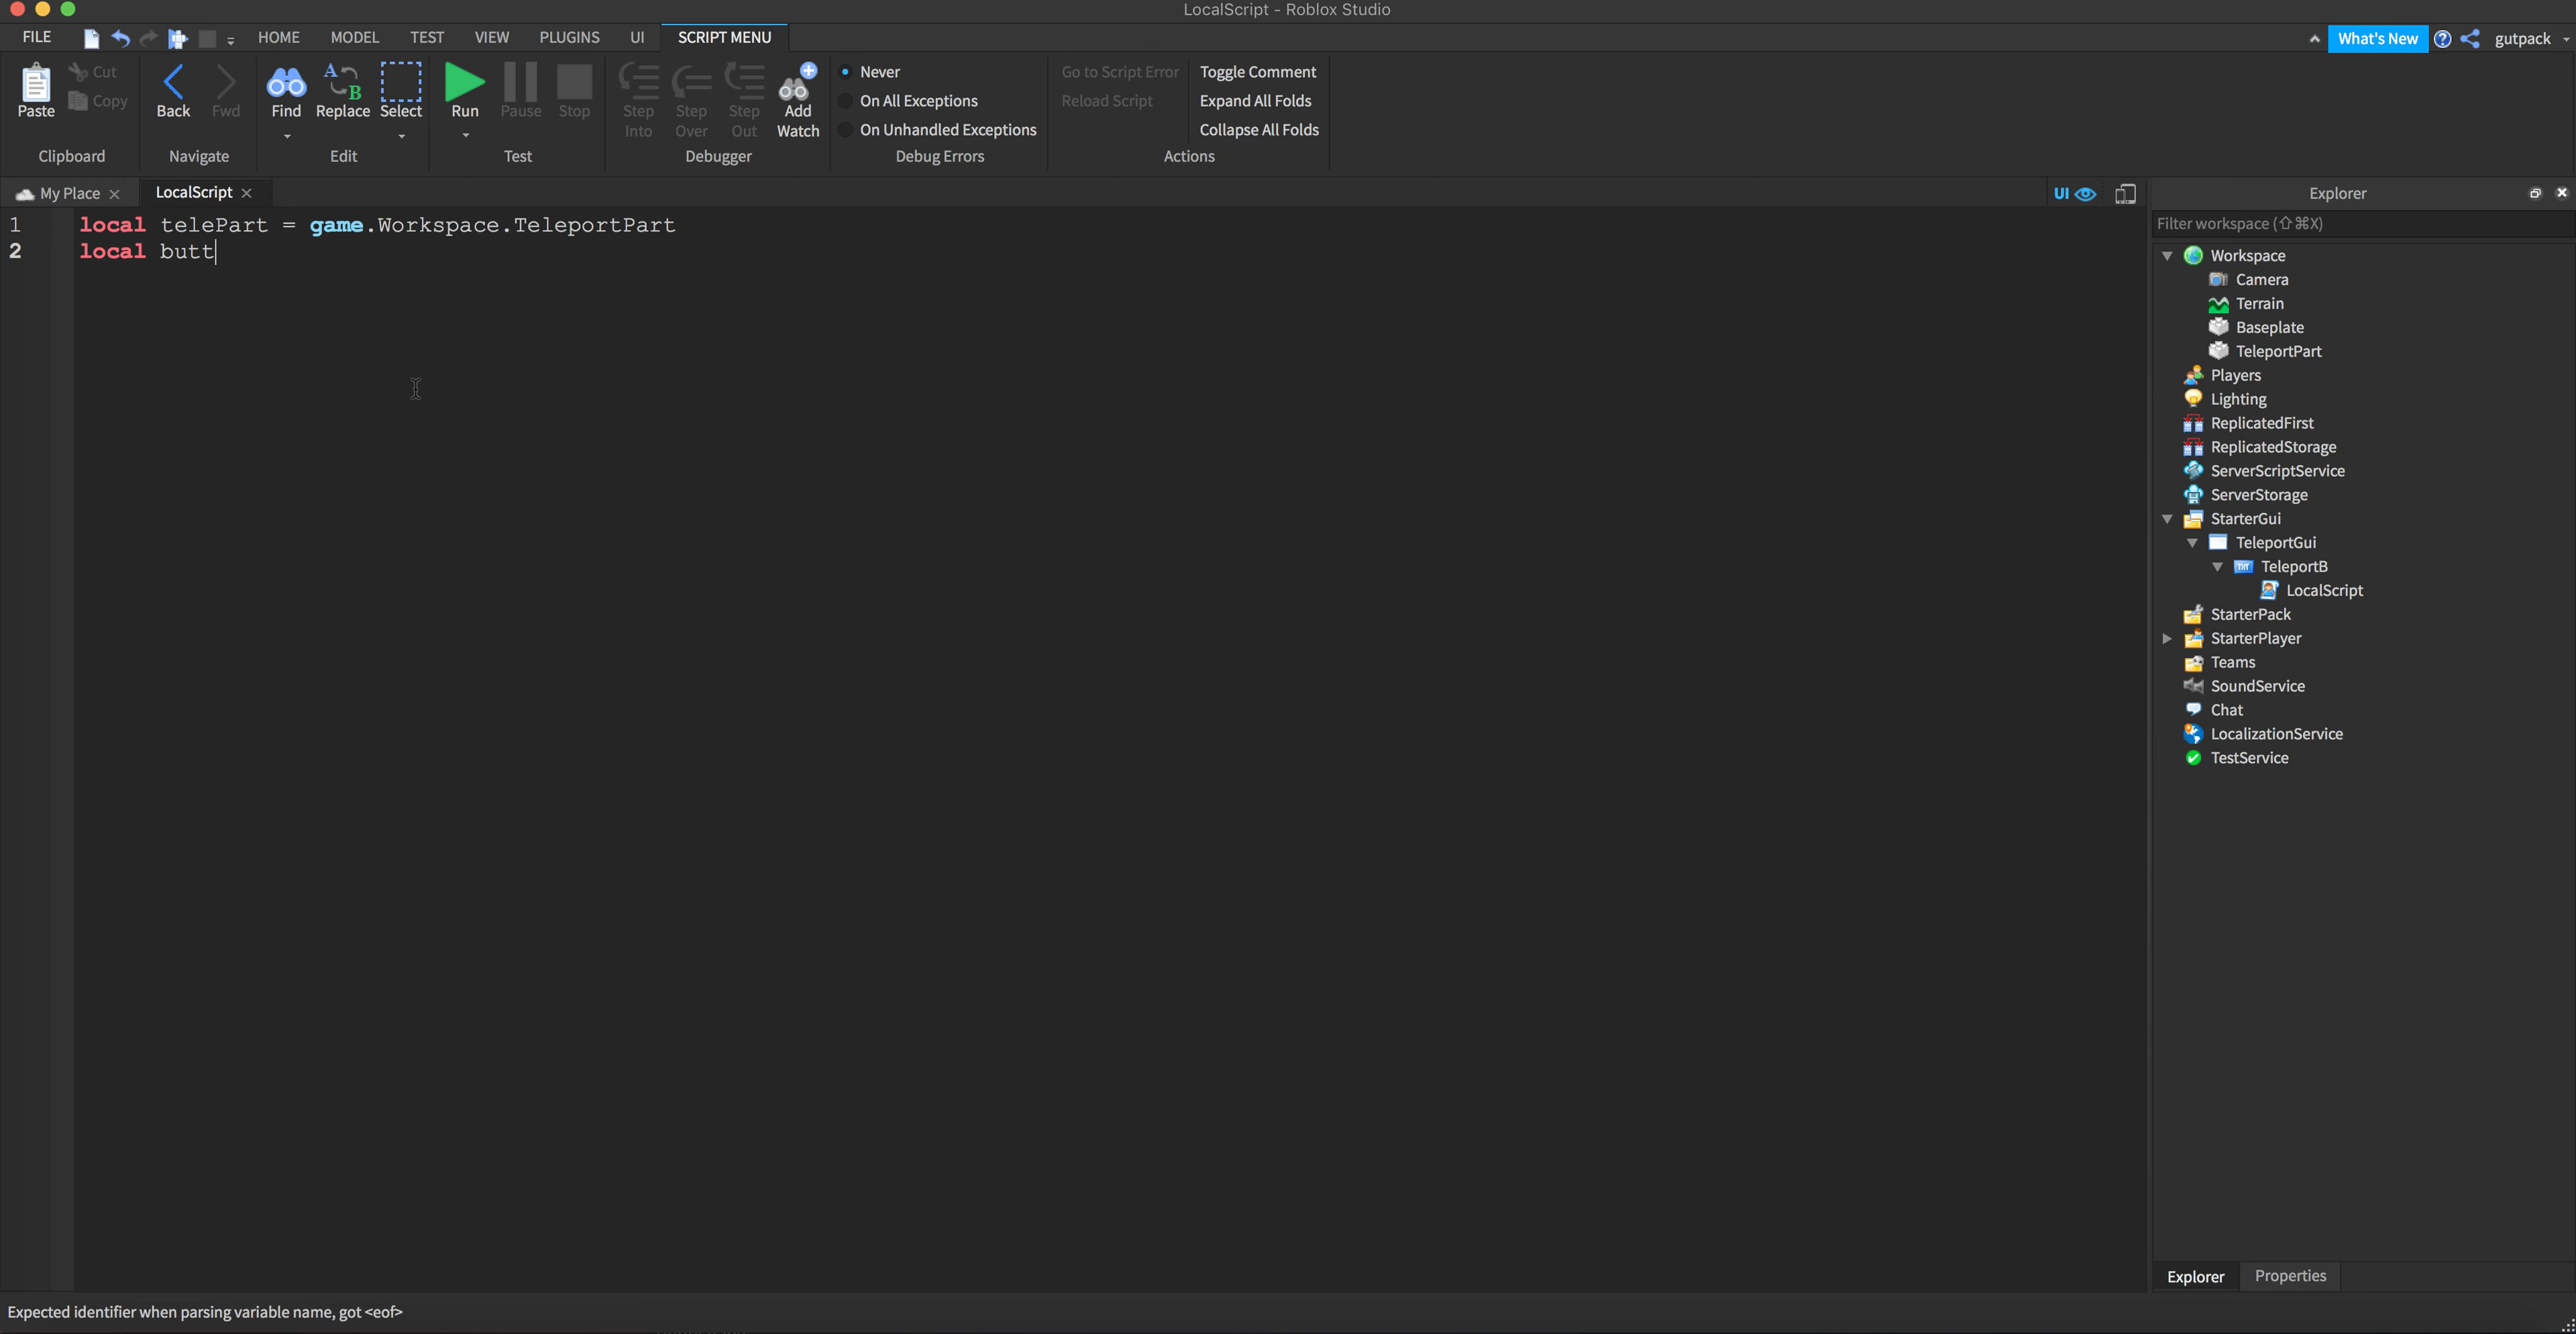 LocalScript - Roblox Studio
FILE HOME MODEL TEST VIEW PLUGINS UI SCRIPT MENU What's New gutpack
Paste Cut Copy Clipboard
Back Fwd Navigate
Find Replace Select Edit
Run Pause Stop Test
Step Into Step Over Step Out Add Watch Debugger
Never
On All Exceptions
On Unhandled Exceptions
Debug Errors
Go to Script Error
Reload Script
Toggle Comment
Expand All Folds
Collapse All Folds
Actions
My Place LocalScript UI
1 local telePart = game.Workspace.TeleportPart
2 local butt
Explorer
Filter workspace (⇧⌘X)
Workspace
Camera
Terrain
Baseplate
TeleportPart
Players
Lighting
ReplicatedFirst
ReplicatedStorage
ServerScriptService
ServerStorage
StarterGui
TeleportGui
TXT TeleportB
LocalScript
StarterPack
StarterPlayer
Teams
SoundService
Chat
LocalizationService
TestService
Explorer Properties
Expected identifier when parsing variable name, got <eof>